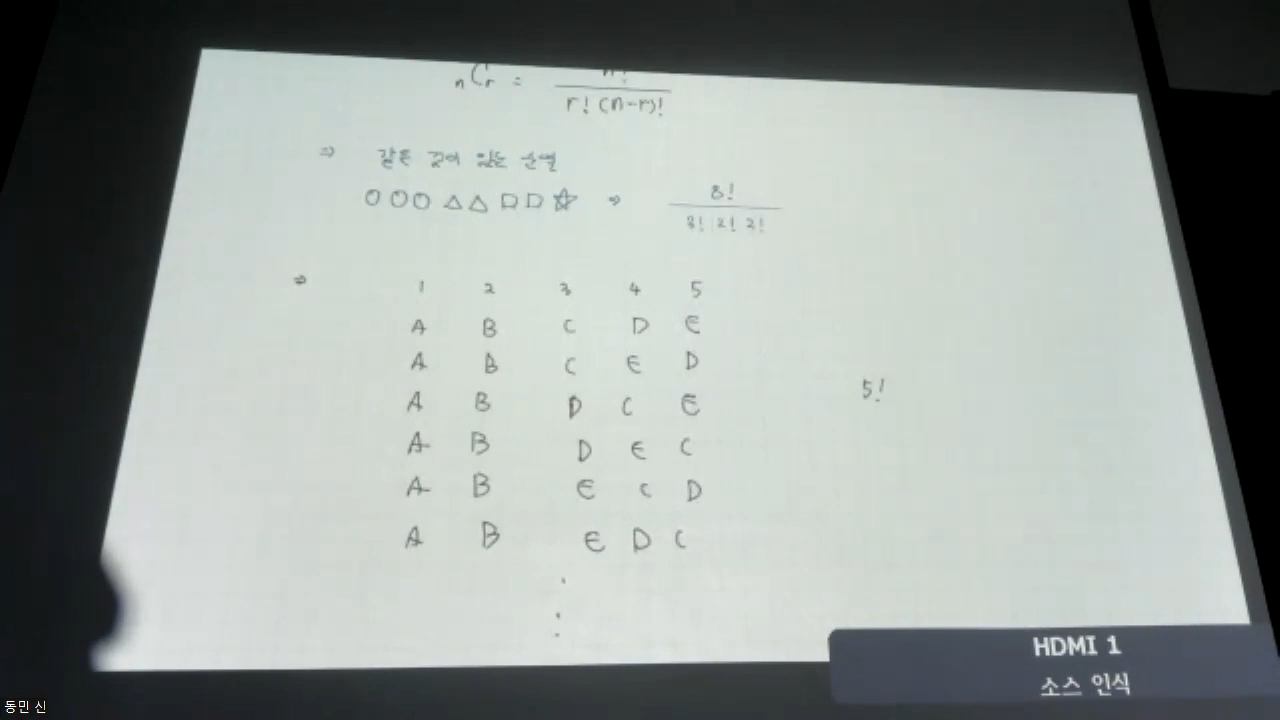 nCr = n! / r! (n-r)!
⇒ 같은 것이 있는 순열
○○○ △△ □□ ☆ ⇒ 8! / 3! 2! 2!
⇒ 1 2 3 4 5
A B C D E
A B C E D
A B D C E
5!
A B D E C
A B E C D
A B E D C
HDMI 1
소스 인식
동민 신